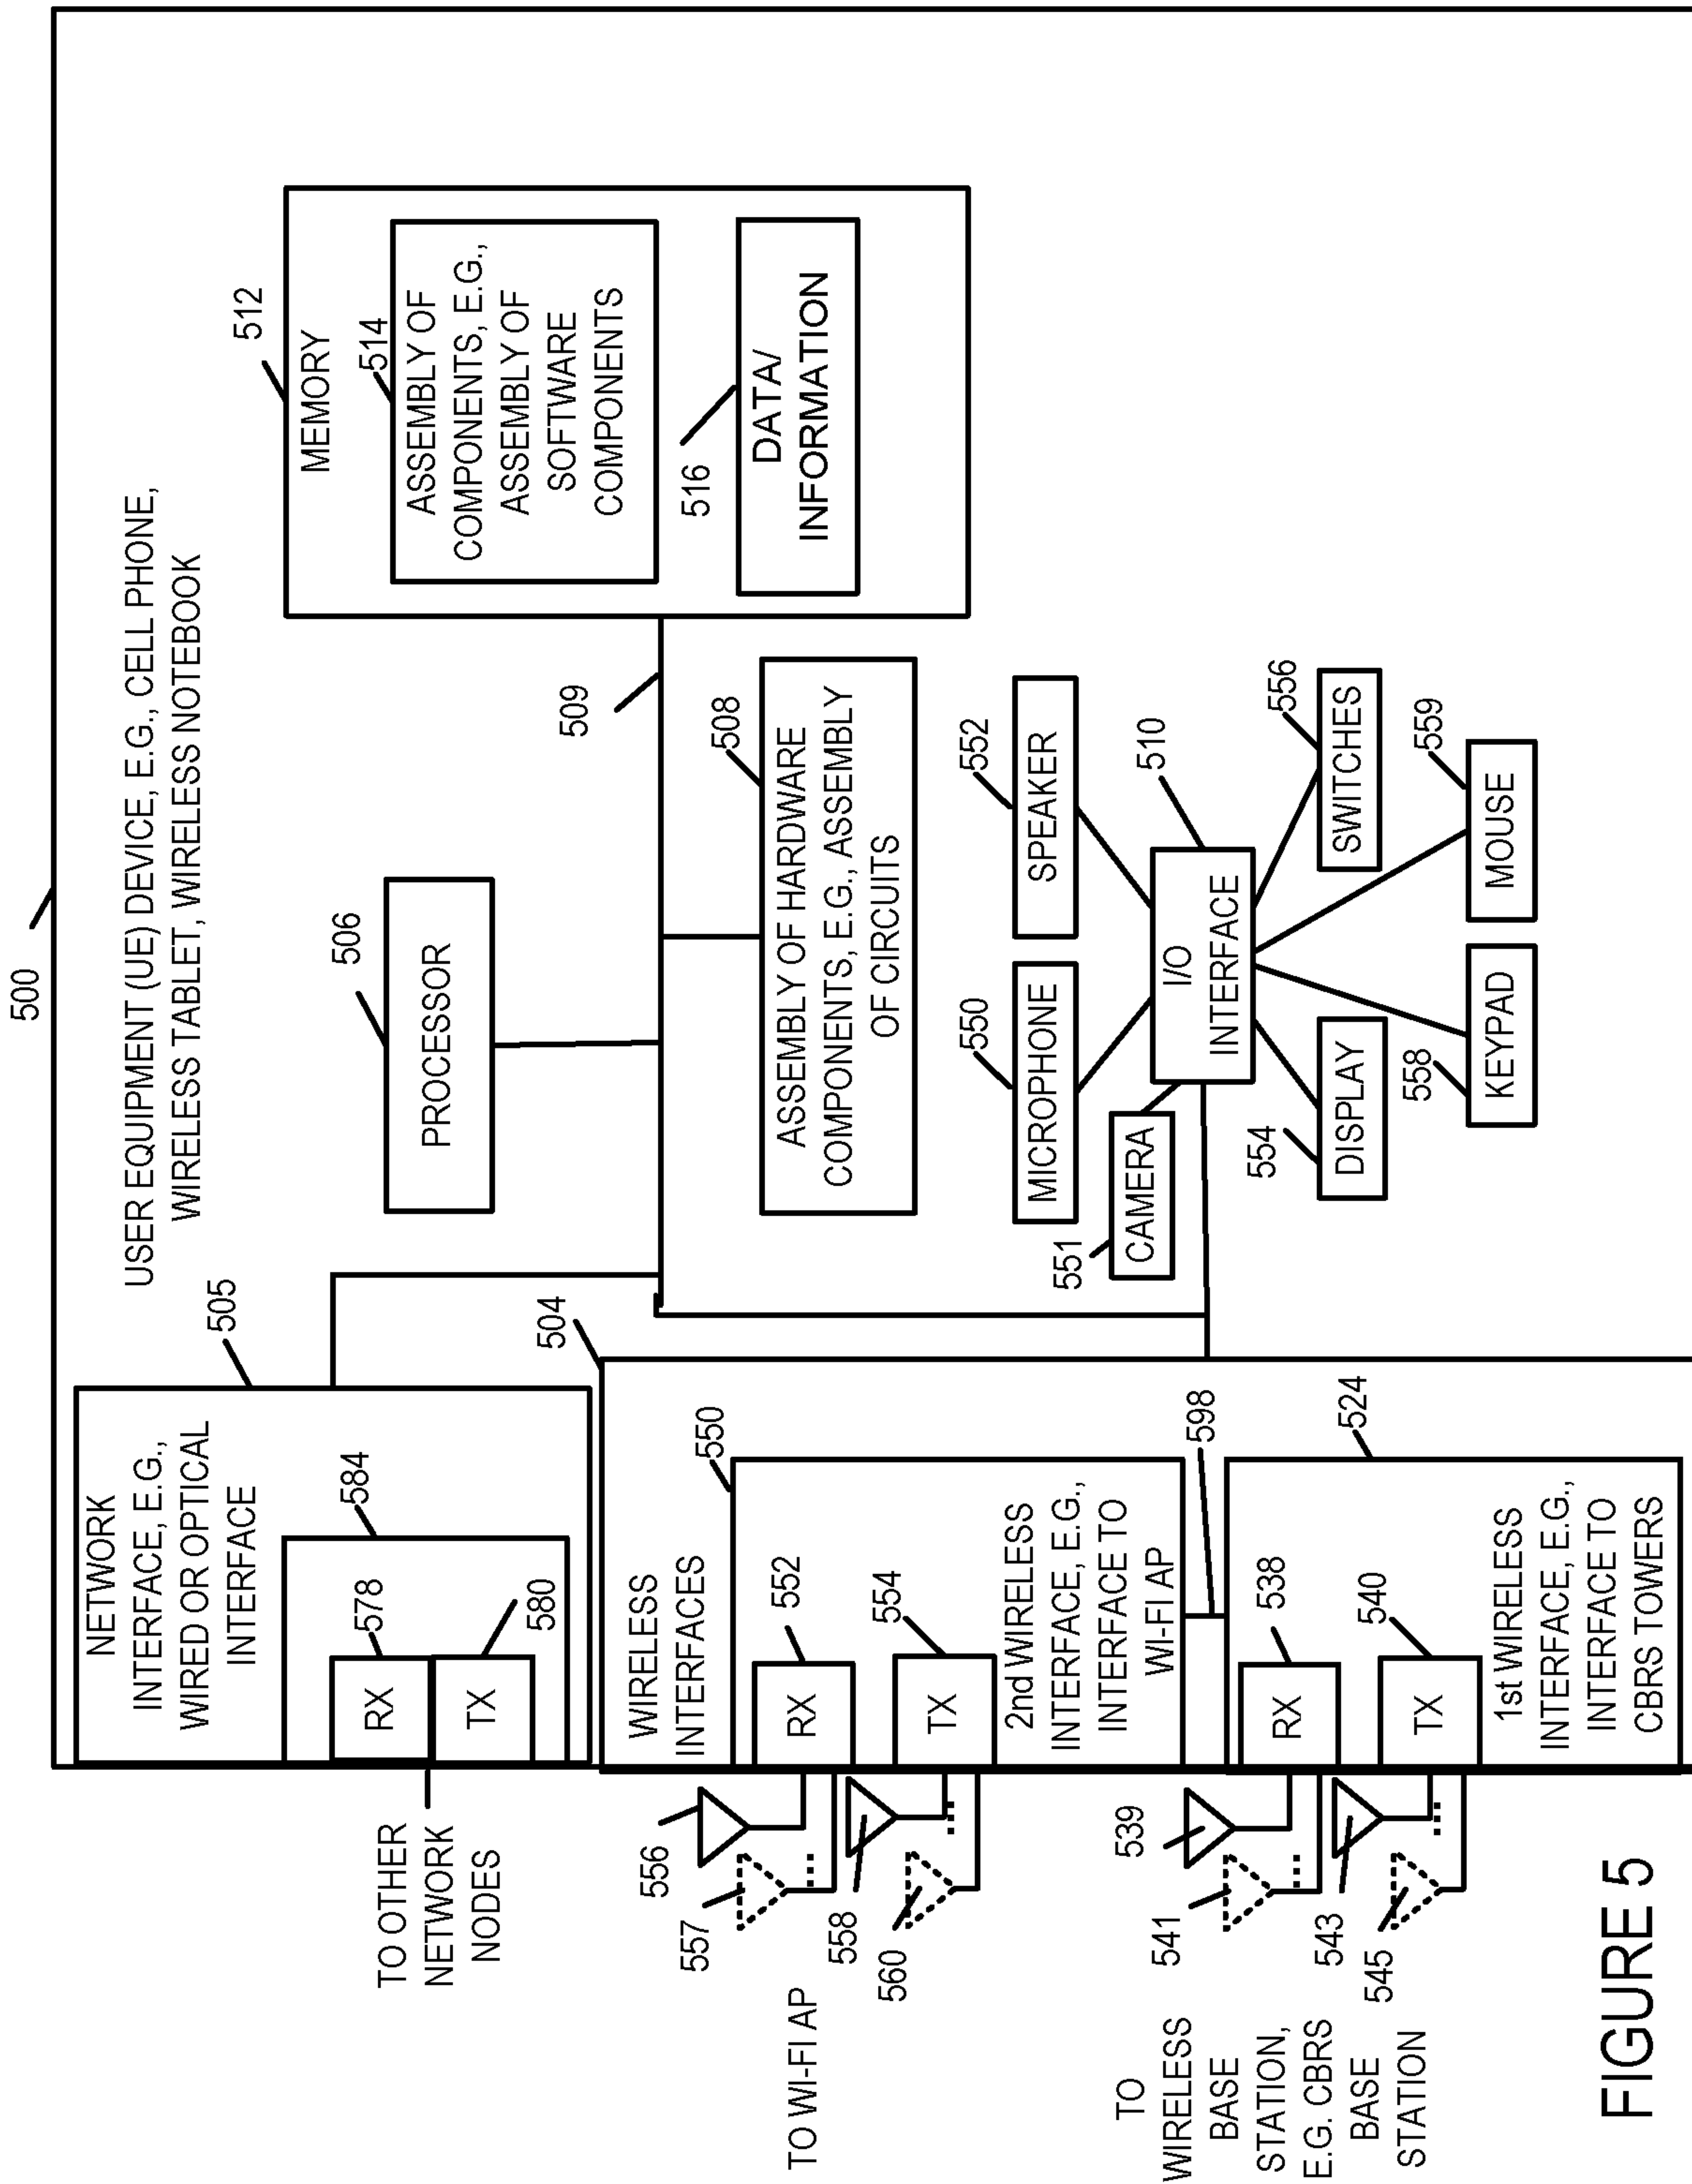 500
USER EQUIPMENT (UE) DEVICE, E.G., CELL PHONE,
WIRELESS TABLET, WIRELESS NOTEBOOK
NETWORK
INTERFACE, E.G.,
WIRED OR OPTICAL
INTERFACE
505
584
RX
578
TX
580
TO OTHER
NETWORK
NODES
506
PROCESSOR
512
MEMORY
514
ASSEMBLY OF
COMPONENTS, E.G.,
ASSEMBLY OF
SOFTWARE
COMPONENTS
516
DATA/
INFORMATION
509
508
ASSEMBLY OF HARDWARE
COMPONENTS, E.G., ASSEMBLY
OF CIRCUITS
504
WIRELESS
INTERFACES
550
RX
552
TX
554
2nd WIRELESS
INTERFACE, E.G.,
INTERFACE TO
WI-FI AP
556
557
558
560
TO WI-FI AP
598
524
RX
538
TX
540
1st WIRELESS
INTERFACE, E.G.,
INTERFACE TO
CBRS TOWERS
539
541
543
545
TO
WIRELESS
BASE
STATION,
E.G. CBRS
BASE
STATION
550
MICROPHONE
552
SPEAKER
551
CAMERA
510
I/O
INTERFACE
554
DISPLAY
556
SWITCHES
558
KEYPAD
559
MOUSE
FIGURE 5